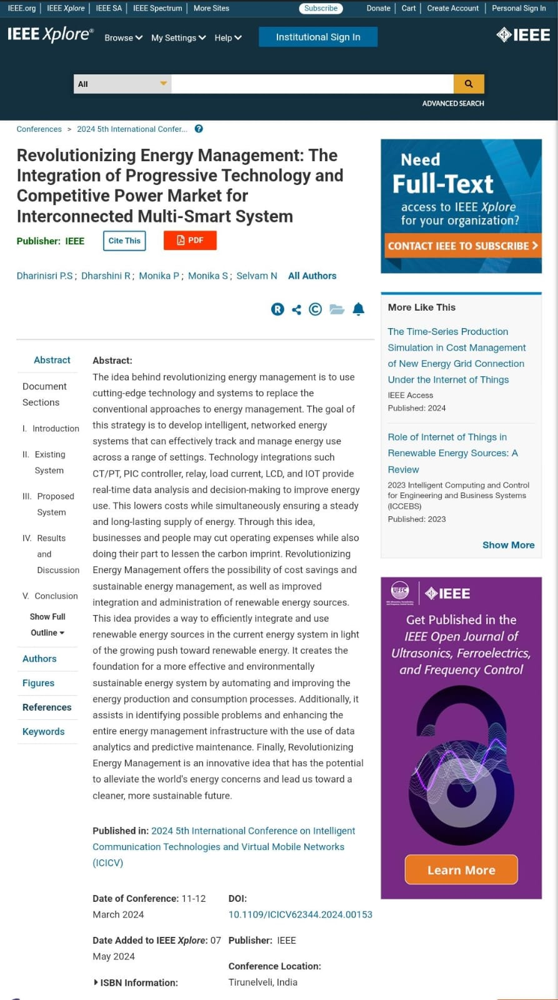 IEEE.org | IEEE Xplore | IEEE SA | IEEE Spectrum | More Sites
Subscribe
Donate | Cart | Create Account | Personal Sign In
IEEE Xplore®
Browse
My Settings
Help
Institutional Sign In
IEEE
All
ADVANCED SEARCH
Conferences > 2024 5th International Confer...
Revolutionizing Energy Management: The
Integration of Progressive Technology and
Competitive Power Market for
Interconnected Multi-Smart System
Publisher: IEEE
Cite This
PDF
Dharinisri P.S ; Dharshini R ; Monika P ; Monika S ; Selvam N All Authors
R
©
Abstract
Document
Sections
I. Introduction
II. Existing
System
III. Proposed
System
IV. Results
and
Discussion
V. Conclusion
Show Full
Outline
Authors
Figures
References
Keywords
Abstract:
The idea behind revolutionizing energy management is to use
cutting-edge technology and systems to replace the
conventional approaches to energy management. The goal of
this strategy is to develop intelligent, networked energy
systems that can effectively track and manage energy use
across a range of settings. Technology integrations such
CT/PT, PIC controller, relay, load current, LCD, and IOT provide
real-time data analysis and decision-making to improve energy
use. This lowers costs while simultaneously ensuring a steady
and long-lasting supply of energy. Through this idea,
businesses and people may cut operating expenses while also
doing their part to lessen the carbon imprint. Revolutionizing
Energy Management offers the possibility of cost savings and
sustainable energy management, as well as improved
integration and administration of renewable energy sources.
This idea provides a way to efficiently integrate and use
renewable energy sources in the current energy system in light
of the growing push toward renewable energy. It creates the
foundation for a more effective and environmentally
sustainable energy system by automating and improving the
energy production and consumption processes. Additionally, it
assists in identifying possible problems and enhancing the
entire energy management infrastructure with the use of data
analytics and predictive maintenance. Finally, Revolutionizing
Energy Management is an innovative idea that has the potential
to alleviate the world's energy concerns and lead us toward a
cleaner, more sustainable future.
Published in: 2024 5th International Conference on Intelligent
Communication Technologies and Virtual Mobile Networks
(ICICV)
Date of Conference: 11-12
March 2024
Date Added to IEEE Xplore: 07
May 2024
ISBN Information:
DOI:
10.1109/ICICV62344.2024.00153
Publisher: IEEE
Conference Location:
Tirunelveli, India
Need
Full-Text
access to IEEE Xplore
for your organization?
CONTACT IEEE TO SUBSCRIBE >
More Like This
The Time-Series Production
Simulation in Cost Management
of New Energy Grid Connection
Under the Internet of Things
IEEE Access
Published: 2024
Role of Internet of Things in
Renewable Energy Sources: A
Review
2023 Intelligent Computing and Control
for Engineering and Business Systems
(ICCEBS)
Published: 2023
Show More
UFFC
IEEE
Get Published in the
IEEE Open Journal of
Ultrasonics, Ferroelectrics,
and Frequency Control
Learn More